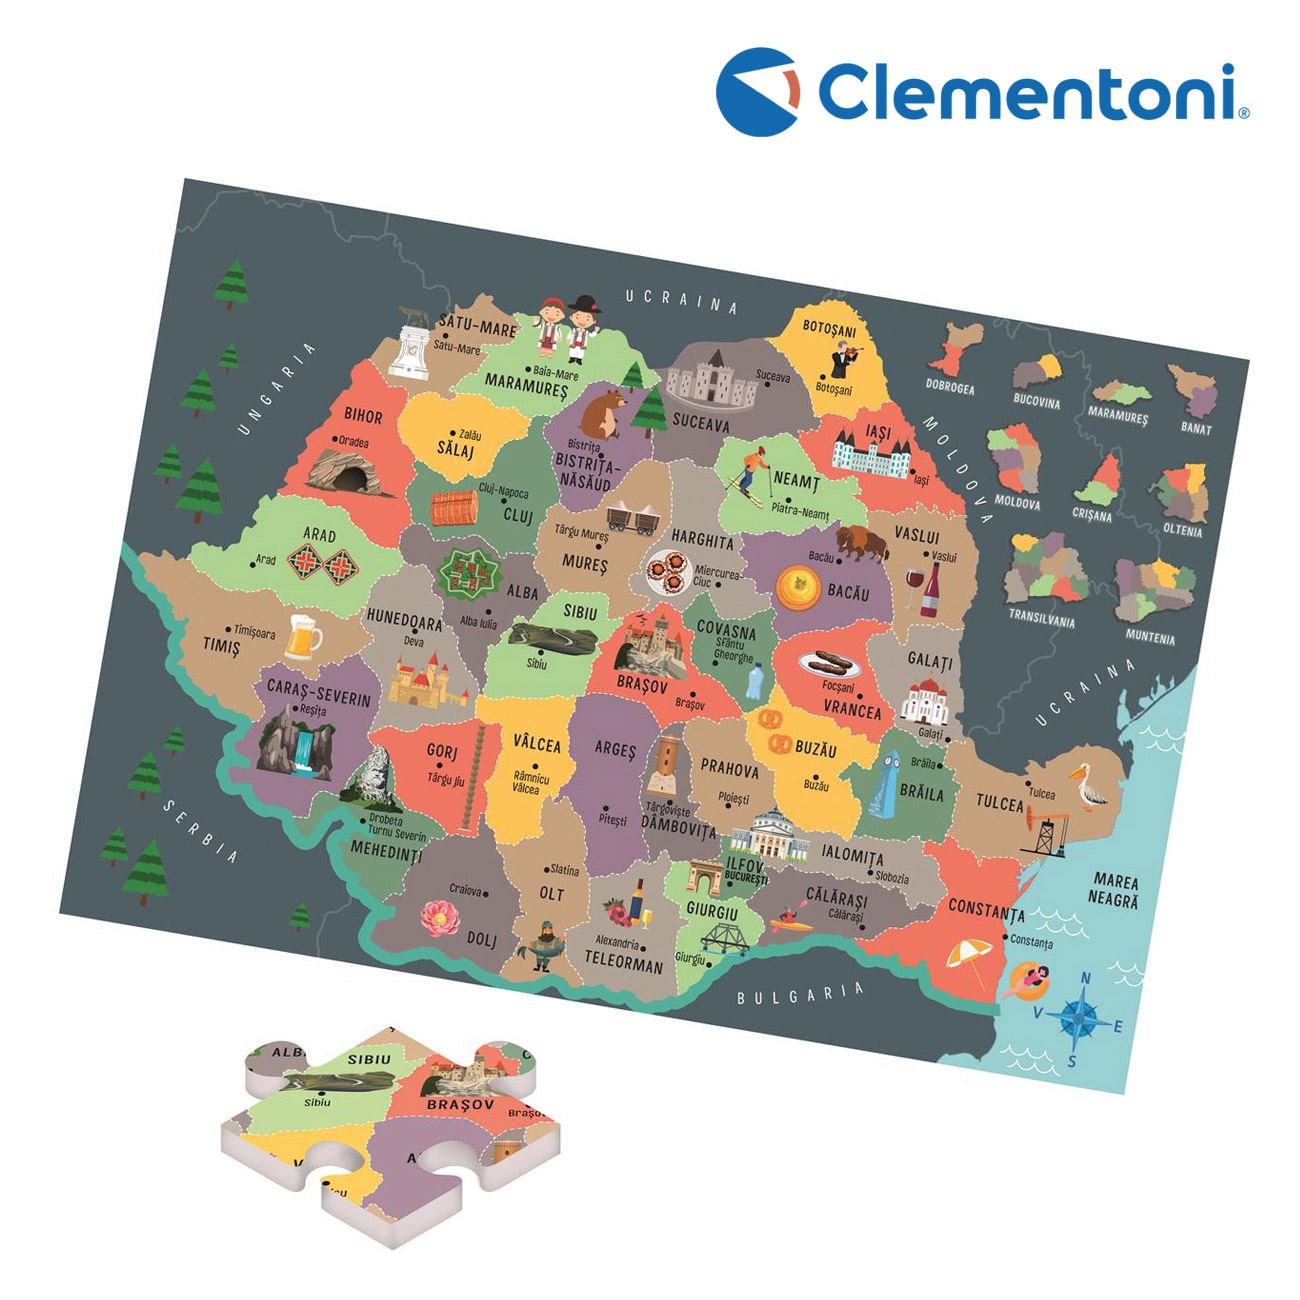 Clementoni®
UCRAINA
UNGARIA
MOLDOVA
UCRAINA
SERBIA
BULGARIA
MAREA
NEAGRĂ
N
V
E
S
DOBROGEA
BUCOVINA
MARAMUREȘ
BANAT
MOLDOVA
CRIȘANA
OLTENIA
TRANSILVANIA
MUNTENIA
SATU-MARE
Satu-Mare
Baia-Mare
MARAMUREȘ
BOTOȘANI
Botoșani
Suceava
SUCEAVA
BIHOR
Oradea
Zalău
SĂLAJ
Bistrița
BISTRIȚA-
NĂSĂUD
IAȘI
Iași
NEAMȚ
Piatra-Neamț
Cluj-Napoca
CLUJ
Târgu Mureș
MUREȘ
HARGHITA
Miercurea-
Ciuc
VASLUI
Vaslui
Bacău
BACĂU
ARAD
Arad
ALBA
Alba Iulia
HUNEDOARA
Deva
SIBIU
Sibiu
COVASNA
Sfântu
Gheorghe
Timișoara
TIMIȘ
BRAȘOV
Brașov
GALAȚI
Galați
Focșani
VRANCEA
CARAȘ-SEVERIN
Reșița
GORJ
Târgu Jiu
VÂLCEA
Râmnicu
Vâlcea
ARGEȘ
Pitești
PRAHOVA
Ploiești
BUZĂU
Buzău
Brăila
BRĂILA
TULCEA
Tulcea
Târgoviște
DÂMBOVIȚA
Drobeta
Turnu Severin
MEHEDINȚI
IALOMIȚA
Slobozia
ILFOV
BUCUREȘTI
Slatina
OLT
Craiova
DOLJ
GIURGIU
Giurgiu
CĂLĂRAȘI
Călărași
CONSTANȚA
Constanța
Alexandria
TELEORMAN
ALB
SIBIU
C
Sibiu
BRAȘOV
Brașo
V
A